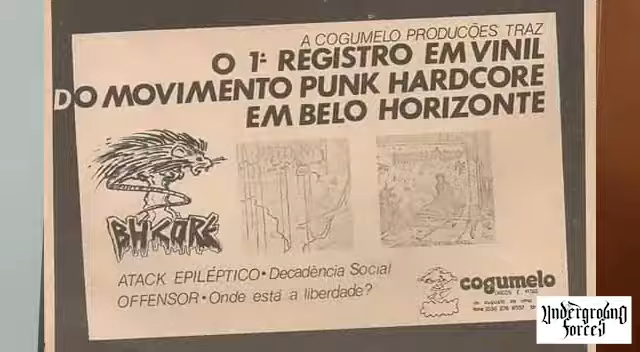 A COGUMELO PRODUCÕES TRAZ
O 1º REGISTRO EM VINIL
DO MOVIMENTO PUNK HARDCORE
EM BELO HORIZONTE
BH CORE
ATACK EPILÉPTICO • Decadência Social
OFFENSOR • Onde está a liberdade?
cogumelo
Underground
Forces